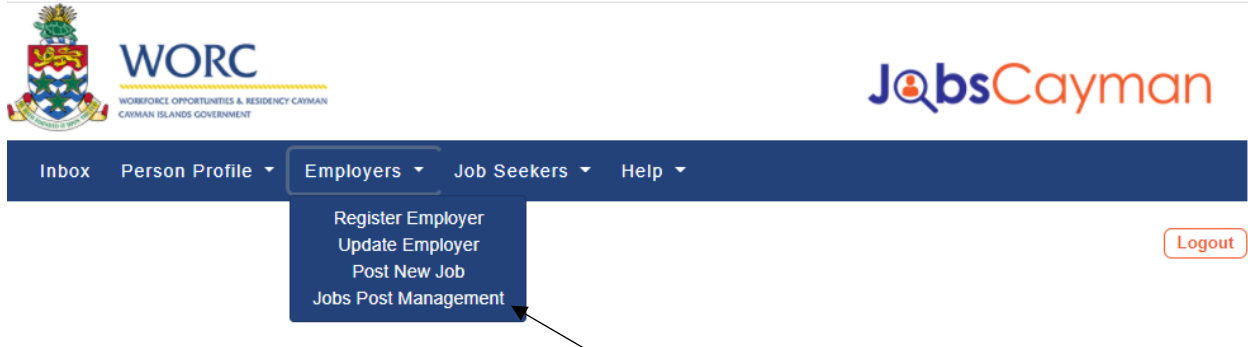 WORC
WORKFORCE OPPORTUNITIES & RESIDENCY CAYMAN
CAYMAN ISLANDS GOVERNMENT
JobsCayman
Inbox Person Profile Employers Job Seekers Help
Register Employer
Update Employer
Post New Job
Jobs Post Management
Logout